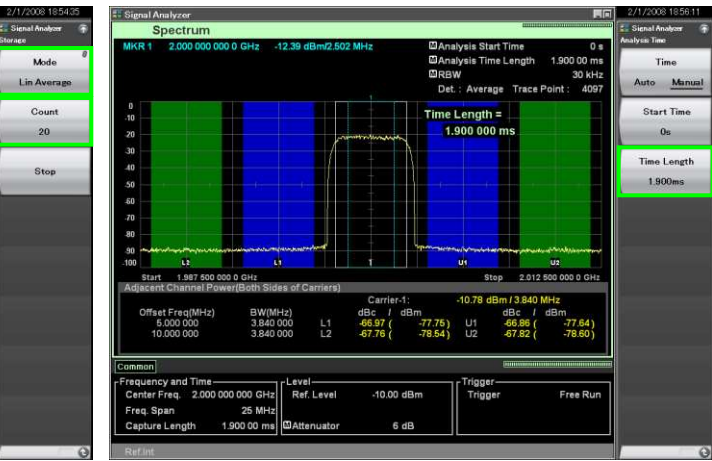 2/1/2008 18:54:35
Signal Analyzer
Storage
Mode
Lin Average
Count
20
Stop
Signal Analyzer
Spectrum
MKR 1 2.000 000 000 0 GHz -12.39 dBm/2.502 MHz
M Analysis Start Time 0 s
M Analysis Time Length 1.900 00 ms
M RBW 30 kHz
Det. : Average Trace Point : 4097
Time Length =
1.900 000 ms
1
0
-10
-20
-30
-40
-50
-60
-70
-80
-90
-100
L2 L1 T U1 U2
Start 1.987 500 000 0 GHz Stop 2.012 500 000 0 GHz
Adjacent Channel Power(Both Sides of Carriers)
Carrier-1: -10.78 dBm / 3.840 MHz
Offset Freq(MHz) BW(MHz) dBc / dBm dBc / dBm
5.000 000 3.840 000 L1 -66.97 ( -77.75) U1 -66.86 ( -77.64)
10.000 000 3.840 000 L2 -67.76 ( -78.54) U2 -67.82 ( -78.60)
Common
Frequency and Time
Center Freq. 2.000 000 000 GHz
Freq. Span 25 MHz
Capture Length 1.900 00 ms
Level
Ref. Level -10.00 dBm
M Attenuator 6 dB
Trigger
Trigger Free Run
Ref.Int
2/1/2008 18:56:11
Signal Analyzer
Analysis Time
Time
Auto Manual
Start Time
0s
Time Length
1.900ms